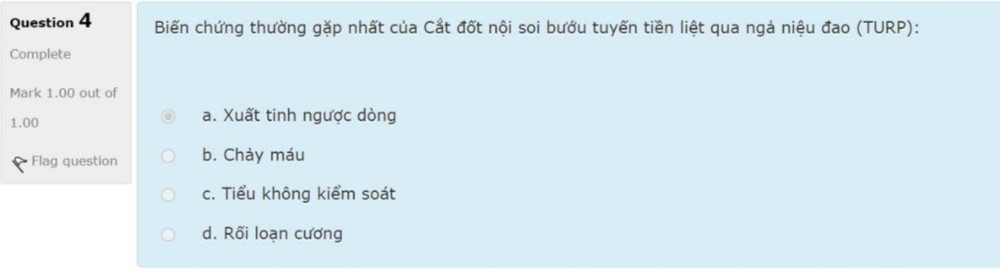 Question 4
Complete
Mark 1.00 out of
1.00
Flag question
Biến chứng thường gặp nhất của Cắt đốt nội soi bướu tuyến tiền liệt qua ngả niệu đạo (TURP):
a. Xuất tinh ngược dòng
b. Chảy máu
c. Tiểu không kiểm soát
d. Rối loạn cương